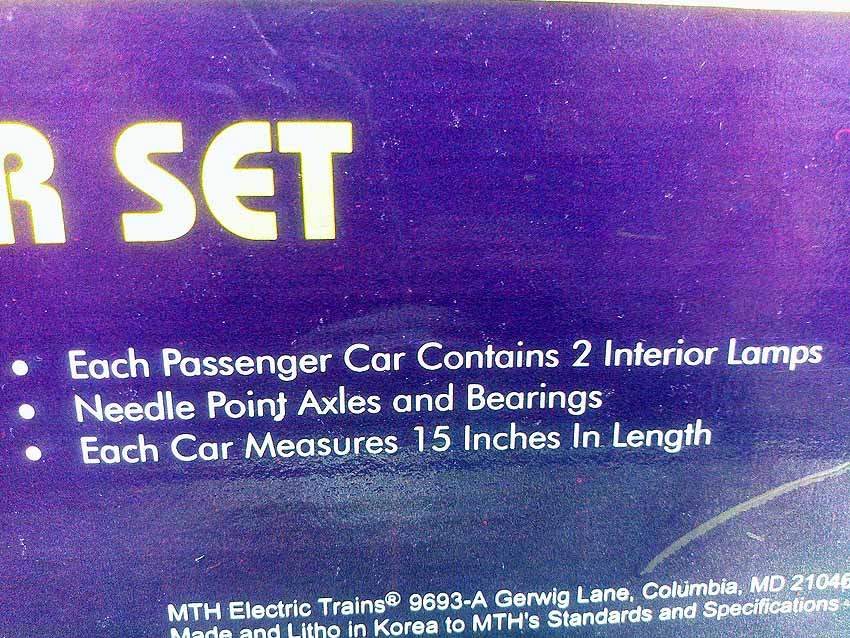 R SET
• Each Passenger Car Contains 2 Interior Lamps
• Needle Point Axles and Bearings
• Each Car Measures 15 Inches In Length
MTH Electric Trains® 9693-A Gerwig Lane, Columbia, MD 21046
Made and Litho in Korea to MTH's Standards and Specifications